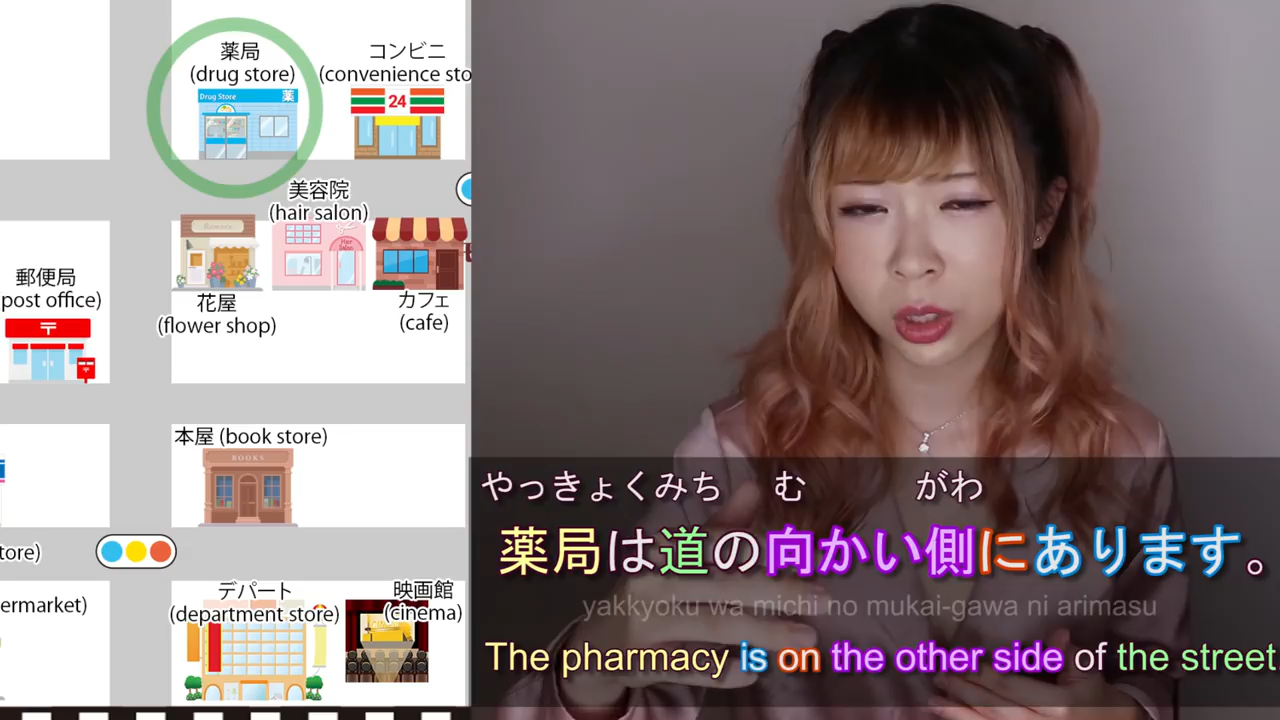 薬局
(drug store)
コンビニ
(convenience sto
Drug Store
薬
24
美容院
(hair salon)
Hair
Salon
郵便局
post office)
〒
花屋
(flower shop)
カフェ
(cafe)
本屋 (book store)
BOOKS
tore)
ermarket)
デパート
(department store)
映画館
(cinema)
やっきょくみち む がわ
薬局は道の向かい側にあります。
yakkyoku wa michi no mukai-gawa ni arimasu
The pharmacy is on the other side of the street